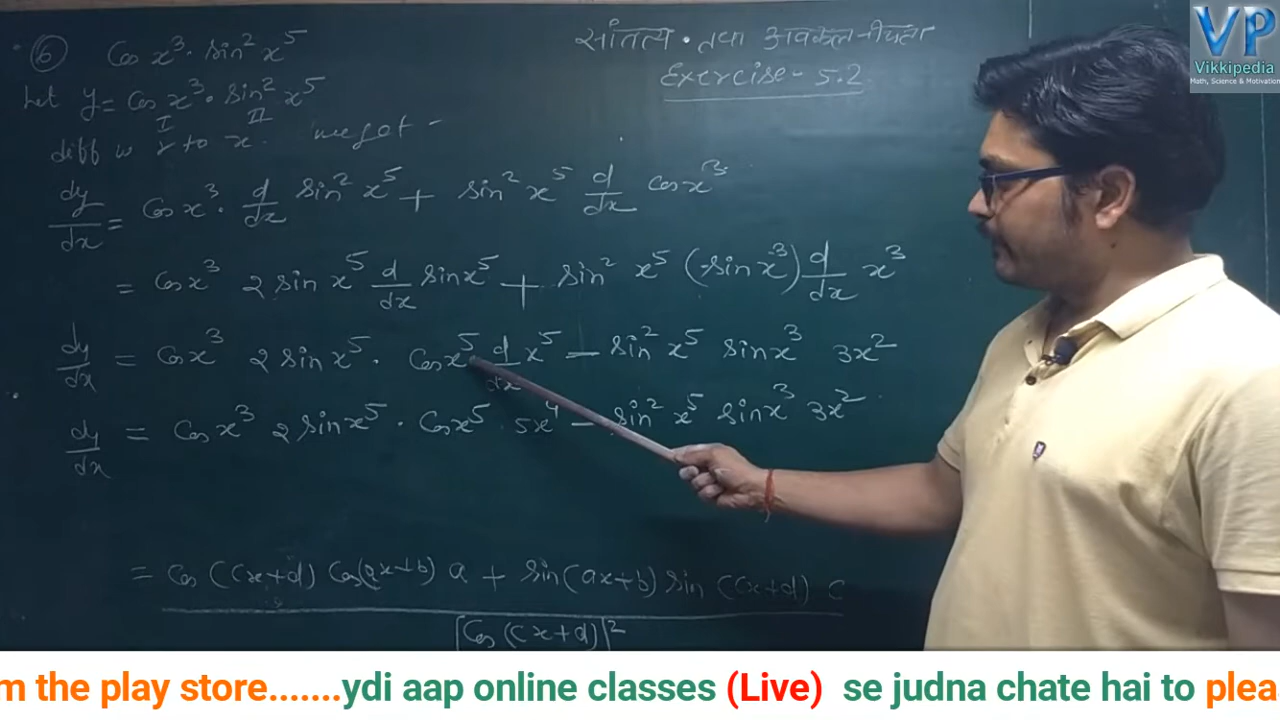 सांतत्य . तथा अवकलनीयता
Exercise - 5.2
VP
Vikkipedia
Math, Science & Motivation
⑥ Cos x³ . sin² x⁵
Let y = Cos x³ . sin² x⁵
I II
diff w r to x. we get -
dy/dx = Cos x³ . d/dx sin² x⁵ + sin² x⁵ d/dx cos x³
= Cos x³ 2 sin x⁵ d/dx sin x⁵ + sin² x⁵ (-sin x³) d/dx x³
dy/dx = Cos x³ 2 sin x⁵ . Cos x⁵ d/dx x⁵ - sin² x⁵ sin x³ 3x²
dy/dx = Cos x³ 2 sin x⁵ . Cos x⁵ . 5x⁴ - sin² x⁵ sin x³ 3x²
= Cos (Cx+d) Cos(ax+b) a + sin(ax+b) sin (Cx+d) C
[Cos (Cx+d)]²
m the play store.......ydi aap online classes (Live) se judna chate hai to plea